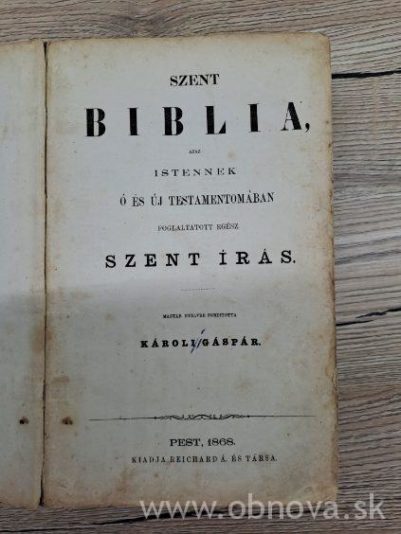 SZENT
BIBLIA,
AZAZ
ISTENNEK
Ó ÉS ÚJ TESTAMENTOMÁBAN
FOGLALTATOTT EGÉSZ
SZENT ÍRÁS.
MAGYAR NYELVRE FORDITOTTA
KÁROLI GÁSPÁR.
PEST, 1868.
KIADJA REICHARD Á. ÉS TÁRSA.
www.obnova.sk